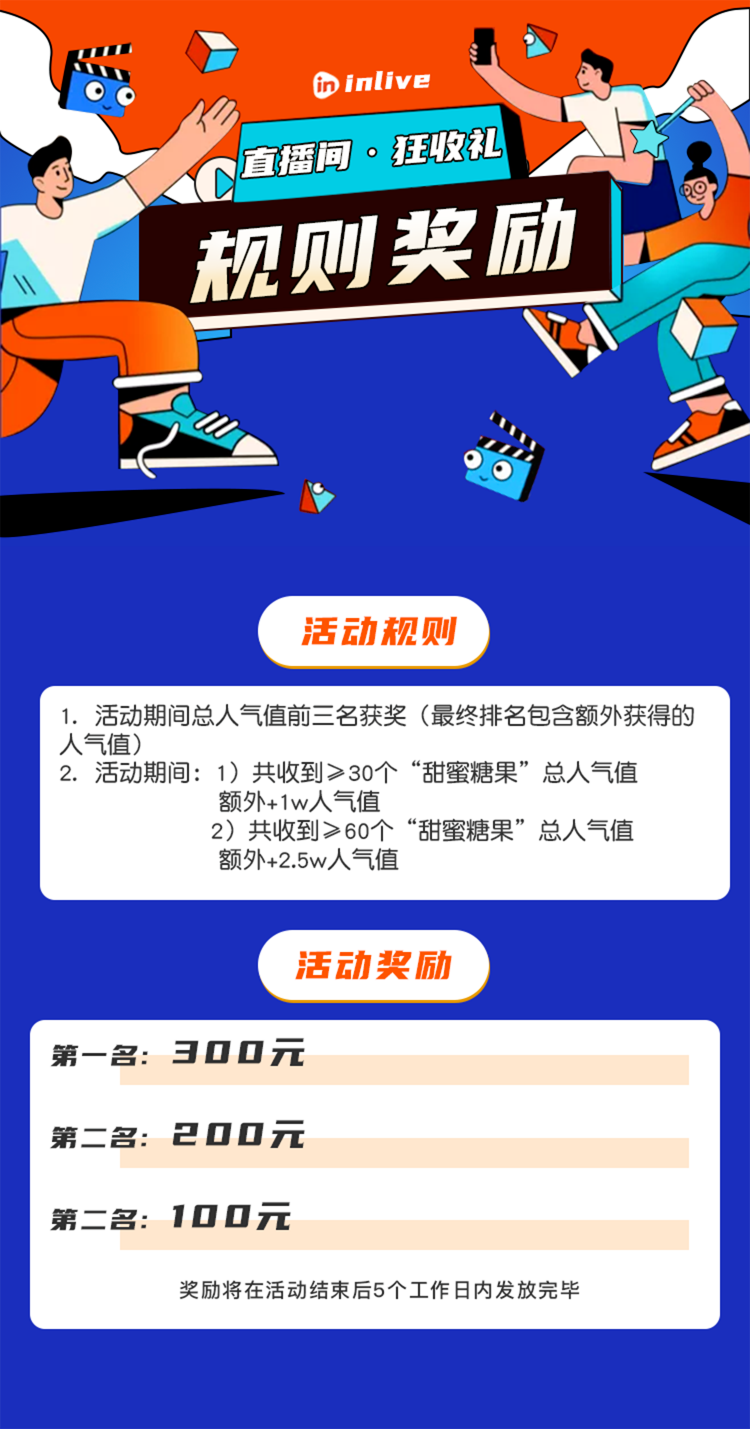 in inlive
直播间·狂收礼
规则奖励
活动规则
1. 活动期间总人气值前三名获奖（最终排名包含额外获得的
人气值）
2. 活动期间：1）共收到≥30个“甜蜜糖果”总人气值
额外+1w人气值
2）共收到≥60个“甜蜜糖果”总人气值
额外+2.5w人气值
活动奖励
第一名: 300元
第二名: 200元
第二名: 100元
奖励将在活动结束后5个工作日内发放完毕